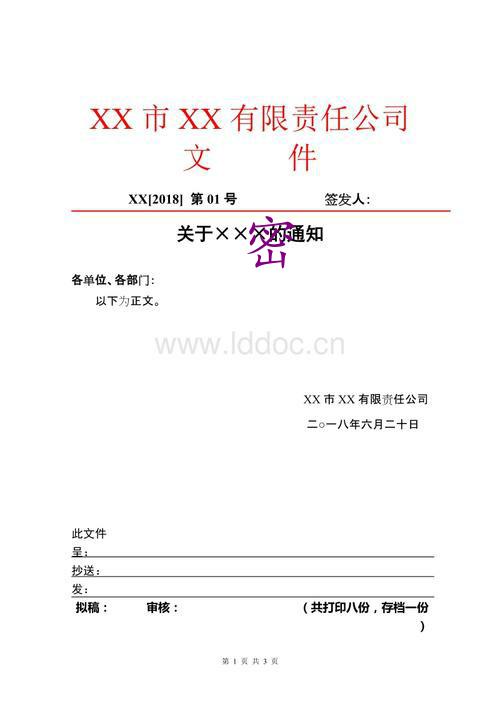 XX 市 XX 有限责任公司
文 件
XX[2018] 第 01 号 签发人：
关于×××的通知
密
各单位、各部门：
以下为正文。
www.lddoc.cn
XX 市 XX 有限责任公司
二○一八年六月二十日
此文件
呈：
抄送：
发：
拟稿： 审核： （共打印八份，存档一份
）
第 1 页 共 3 页